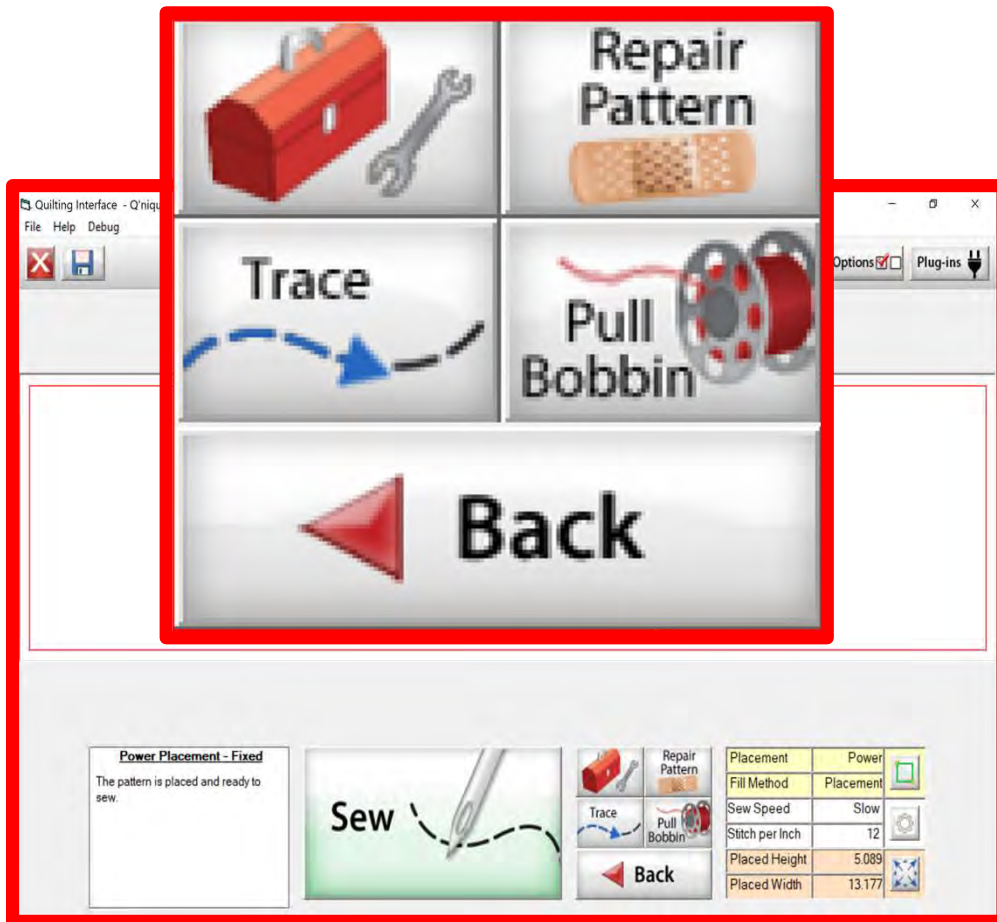 Repair
Pattern
Trace
Pull
Bobbin
Back
Quilting Interface - Q'niqu
File Help Debug
Options
Plug-ins
Power Placement - Fixed
The pattern is placed and ready to
sew.
Sew
Repair
Pattern
Trace
Pull
Bobbin
Back
Placement Power
Fill Method Placement
Sew Speed Slow
Stitch per Inch 12
Placed Height 5.089
Placed Width 13.177